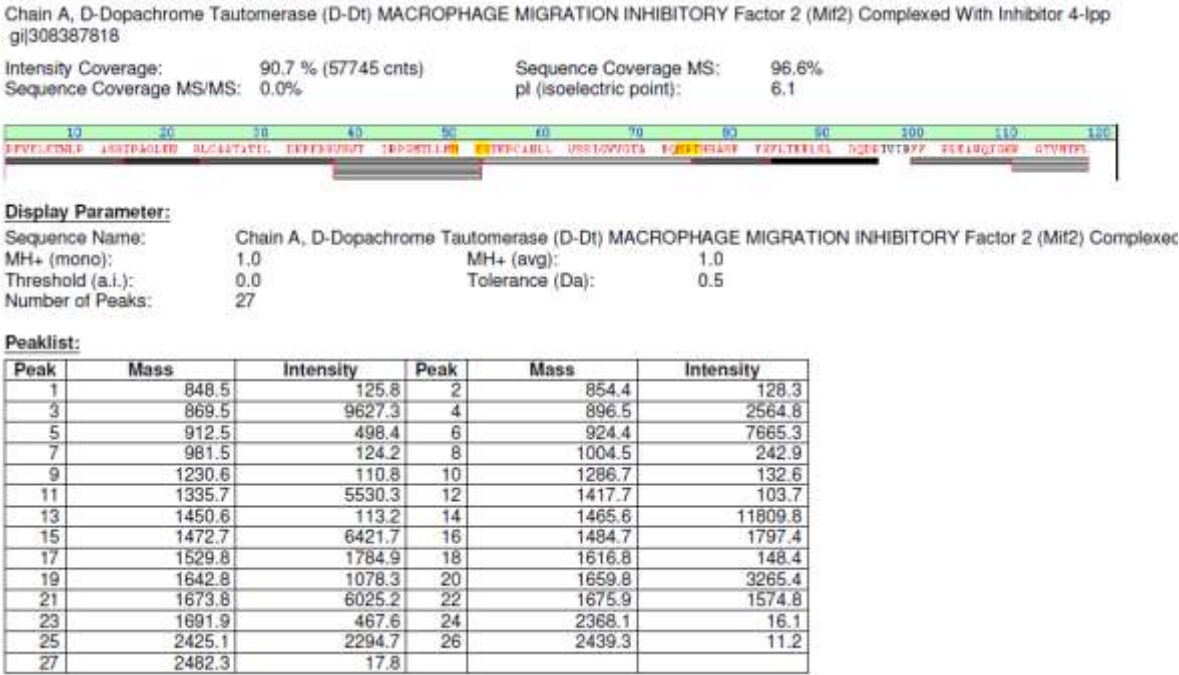 Chain A, D-Dopachrome Tautomerase (D-Dt) MACROPHAGE MIGRATION INHIBITORY Factor 2 (Mif2) Complexed With Inhibitor 4-Ipp
gi|308387818
Intensity Coverage: 90.7 % (57745 cnts) Sequence Coverage MS: 96.6%
Sequence Coverage MS/MS: 0.0% pI (isoelectric point): 6.1
10 20 30 40 50 60 70 80 90 100 110 120
Display Parameter:
Sequence Name: Chain A, D-Dopachrome Tautomerase (D-Dt) MACROPHAGE MIGRATION INHIBITORY Factor 2 (Mif2) Complexed
MH+ (mono): 1.0 MH+ (avg): 1.0
Threshold (a.i.): 0.0 Tolerance (Da): 0.5
Number of Peaks: 27
Peaklist:
Peak Mass Intensity Peak Mass Intensity
1 848.5 125.8 2 854.4 128.3
3 869.5 9627.3 4 896.5 2564.8
5 912.5 498.4 6 924.4 7665.3
7 981.5 124.2 8 1004.5 242.9
9 1230.6 110.8 10 1286.7 132.6
11 1335.7 5530.3 12 1417.7 103.7
13 1450.6 113.2 14 1465.6 11809.8
15 1472.7 6421.7 16 1484.7 1797.4
17 1529.8 1784.9 18 1616.8 148.4
19 1642.8 1078.3 20 1659.8 3265.4
21 1673.8 6025.2 22 1675.9 1574.8
23 1691.9 467.6 24 2368.1 16.1
25 2425.1 2294.7 26 2439.3 11.2
27 2482.3 17.8